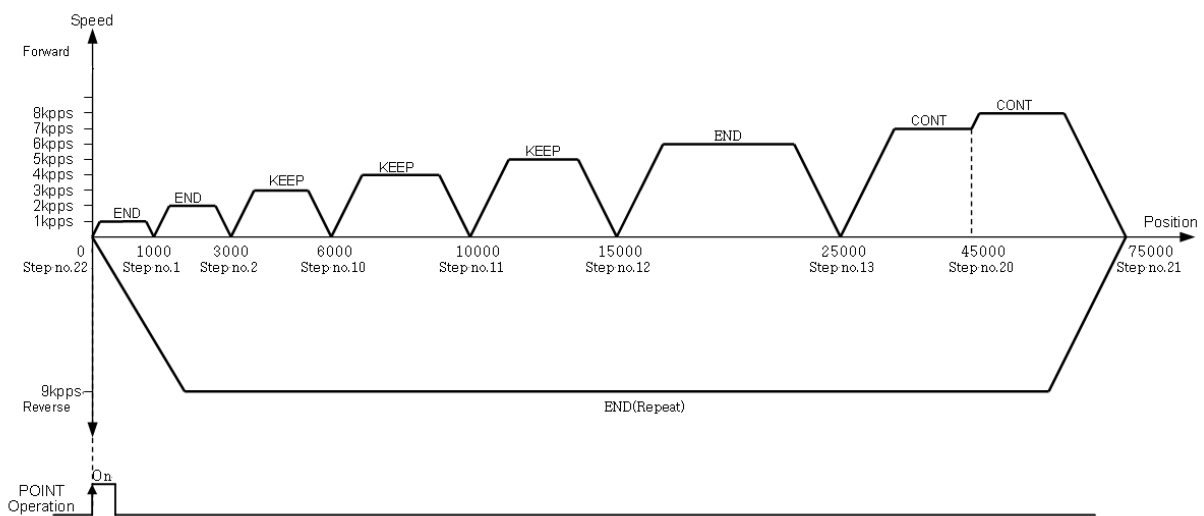 Speed
Forward
8kpps
7kpps
6kpps
5kpps
4kpps
3kpps
2kpps
1kpps
END
END
KEEP
KEEP
KEEP
END
CONT
CONT
Position
0
1000
3000
6000
10000
15000
25000
45000
75000
Step no.22
Step no.1
Step no.2
Step no.10
Step no.11
Step no.12
Step no.13
Step no.20
Step no.21
9kpps
Reverse
END(Repeat)
On
POINT
Operation